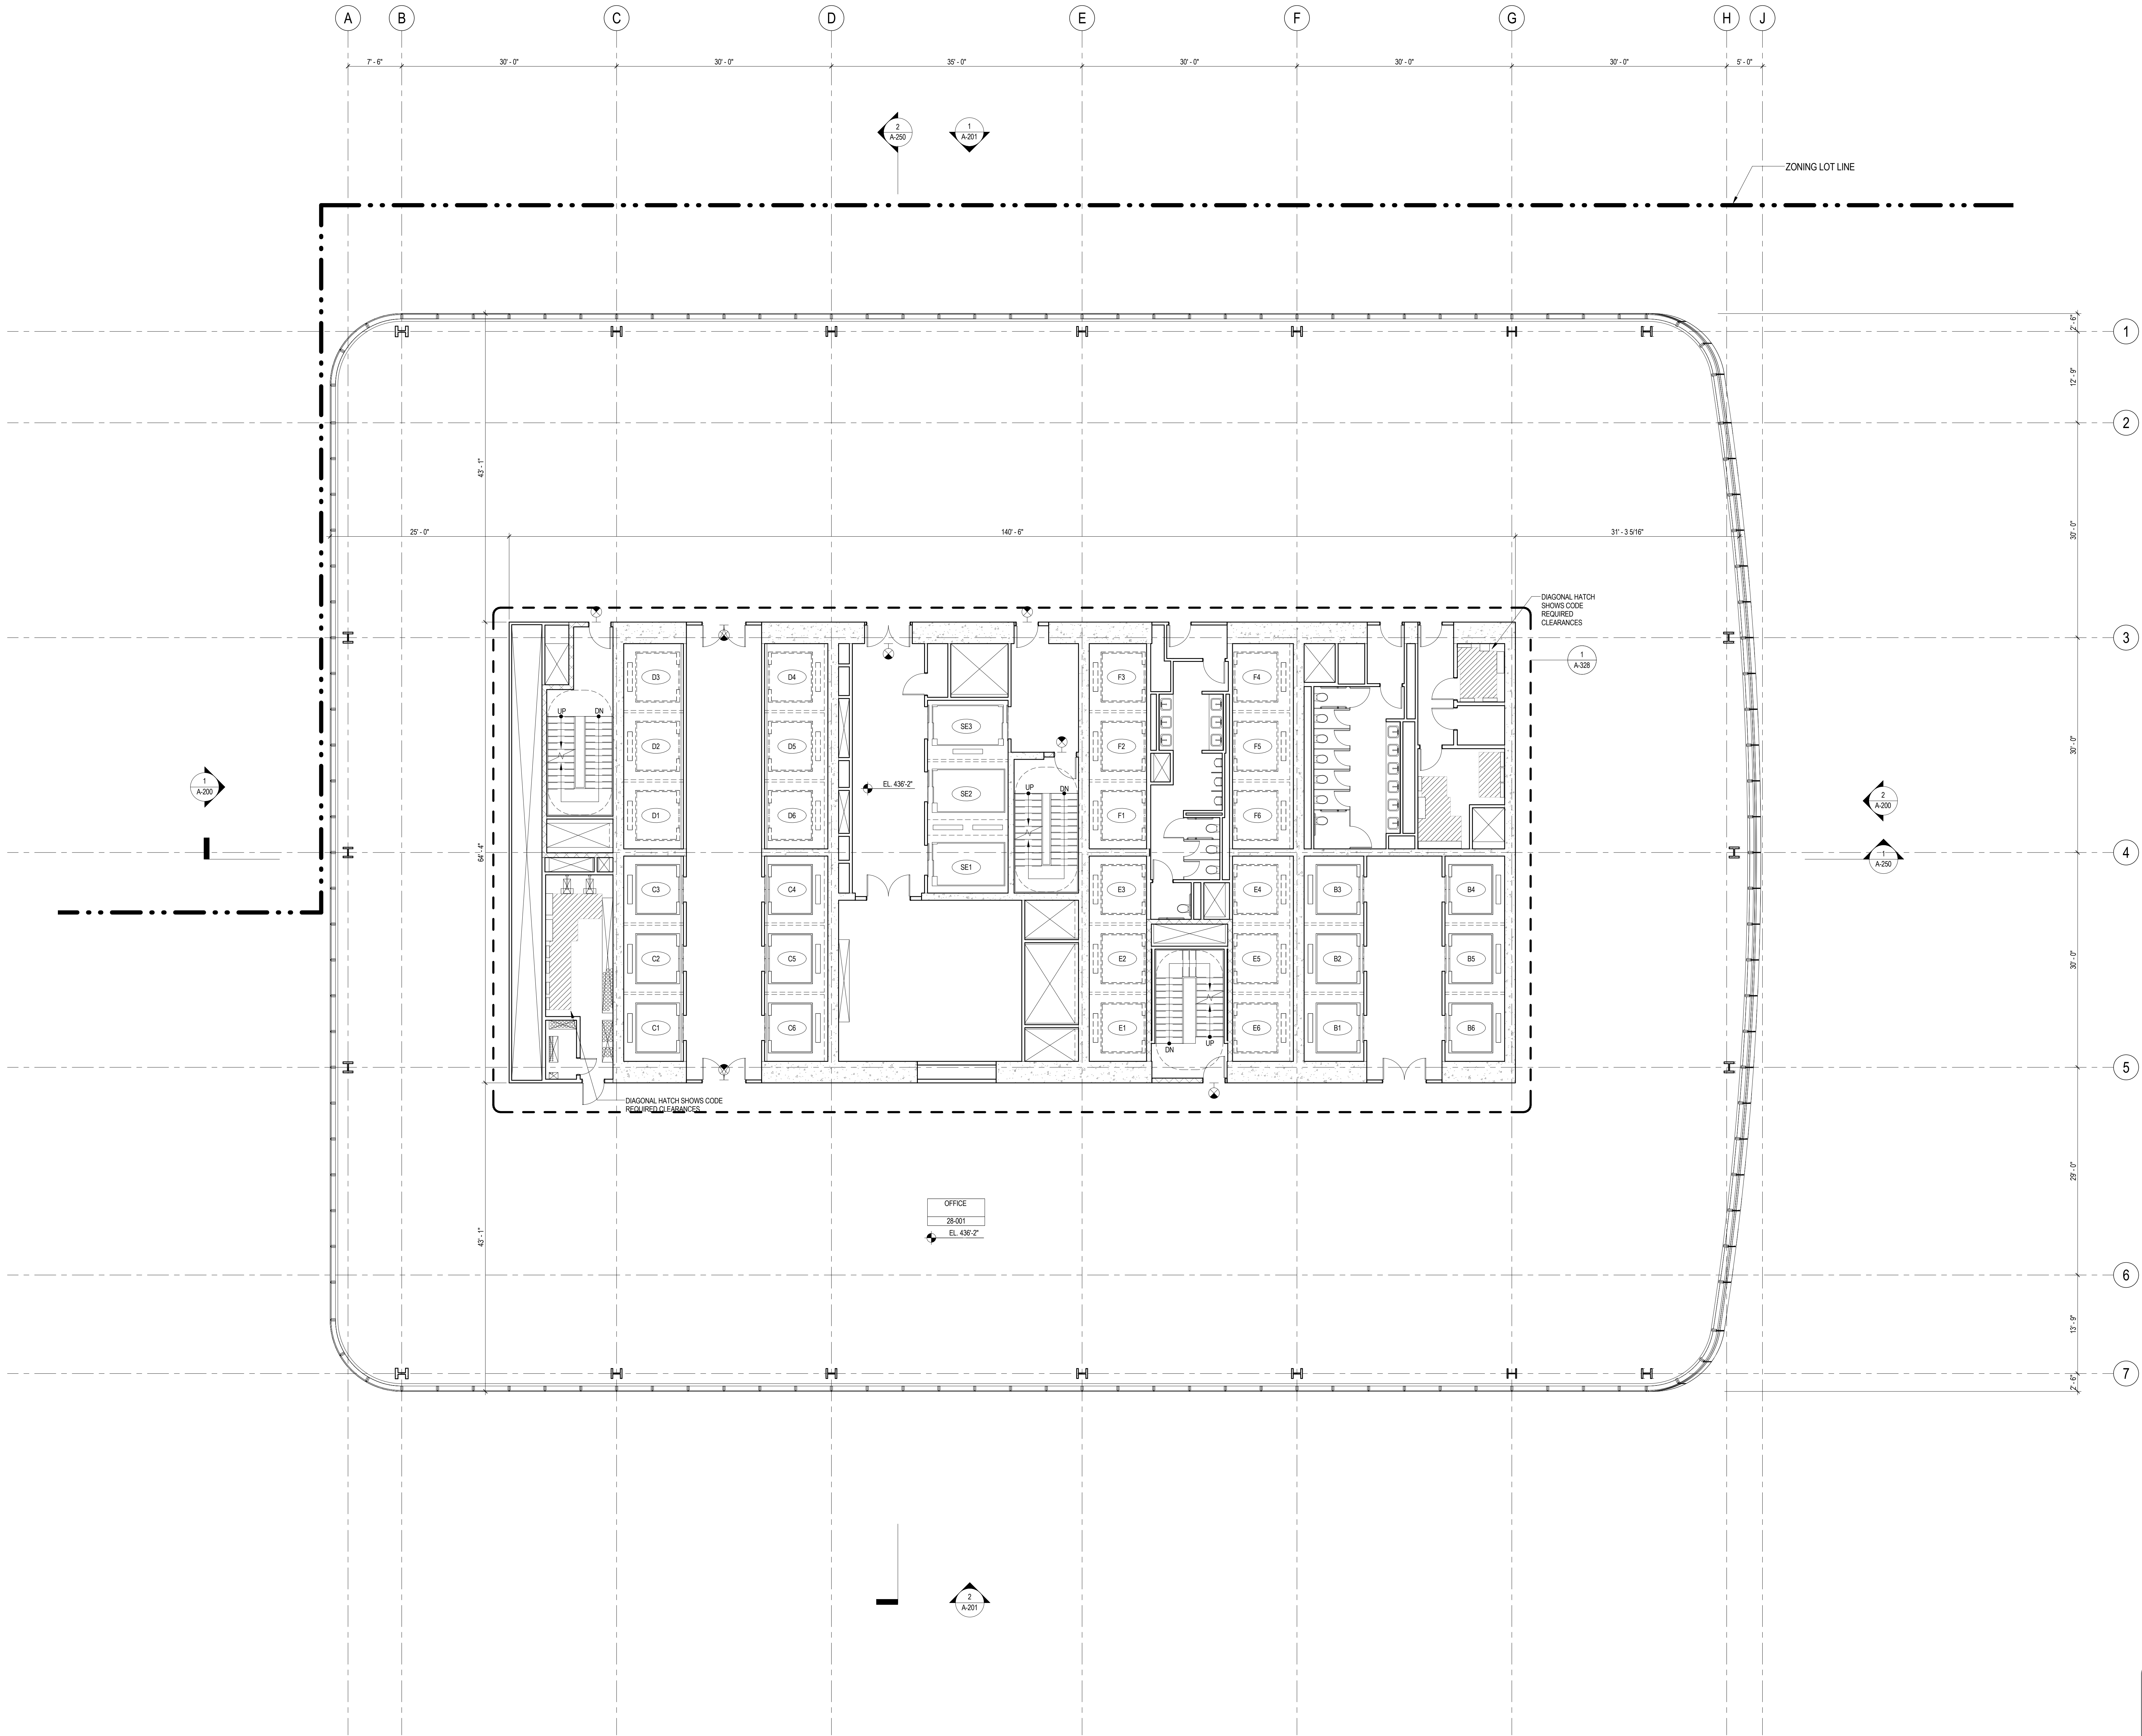 A B C D E F G H J
7' - 6" 30' - 0" 30' - 0" 35' - 0" 30' - 0" 30' - 0" 30' - 0" 5' - 0"
2
A-250
1
A-201
ZONING LOT LINE
2' - 6"
1
12' - 9"
2
43' - 1"
30' - 0"
25' - 0" 140' - 6" 31' - 3 5/16"
DIAGONAL HATCH
SHOWS CODE
REQUIRED
CLEARANCES
3
1
A-328
D3 D4 F3 F4
UP DN
SE3
D2 D5 F2 F5
30' - 0"
1
A-200
EL. 436'-2"
SE2
UP DN
2
A-200
D1 D6 F1 F6
64' - 4"
4
1
A-250
SE1
C3 C4 E3 E4 B3 B4
C2 C5 E2 E5 B2 B5
30' - 0"
C1 C6 E1 E6 B1 B6
DN UP
5
DIAGONAL HATCH SHOWS CODE
REQUIRED CLEARANCES
29' - 0"
OFFICE
28-001
EL. 436'-2"
43' - 1"
6
13' - 9"
7
2' - 6"
2
A-201